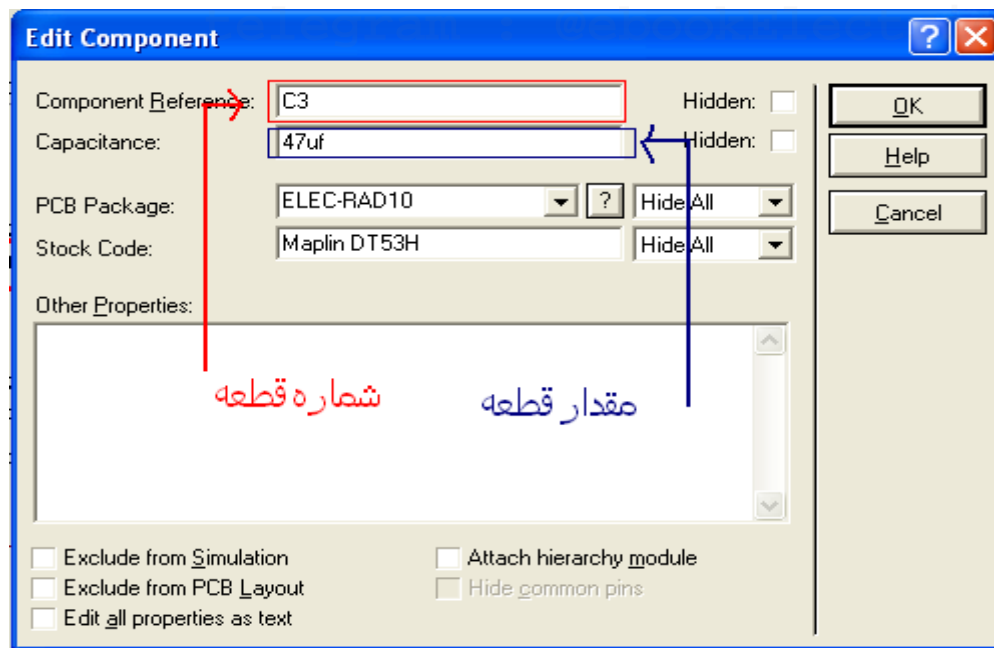 Edit Component
Component Reference: C3 Hidden:
OK
Capacitance: 47uf Hidden:
Help
PCB Package: ELEC-RAD10 ? Hide All
Cancel
Stock Code: Maplin DT53H Hide All
Other Properties:
شماره قطعه
مقدار قطعه
Exclude from Simulation
Attach hierarchy module
Exclude from PCB Layout
Hide common pins
Edit all properties as text